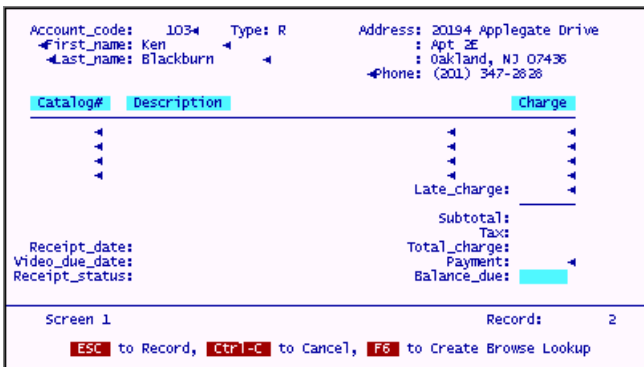 Account_code: 103 Type: R Address: 20194 Applegate Drive
First_name: Ken : Apt 2E
Last_name: Blackburn : Oakland, NJ 07436
Phone: (201) 347-2828
Catalog# Description Charge
Late_charge:
Subtotal:
Tax:
Receipt_date: Total_charge:
Video_due_date: Payment:
Receipt_status: Balance_due:
Screen 1 Record: 2
ESC to Record, Ctrl-C to Cancel, F6 to Create Browse Lookup